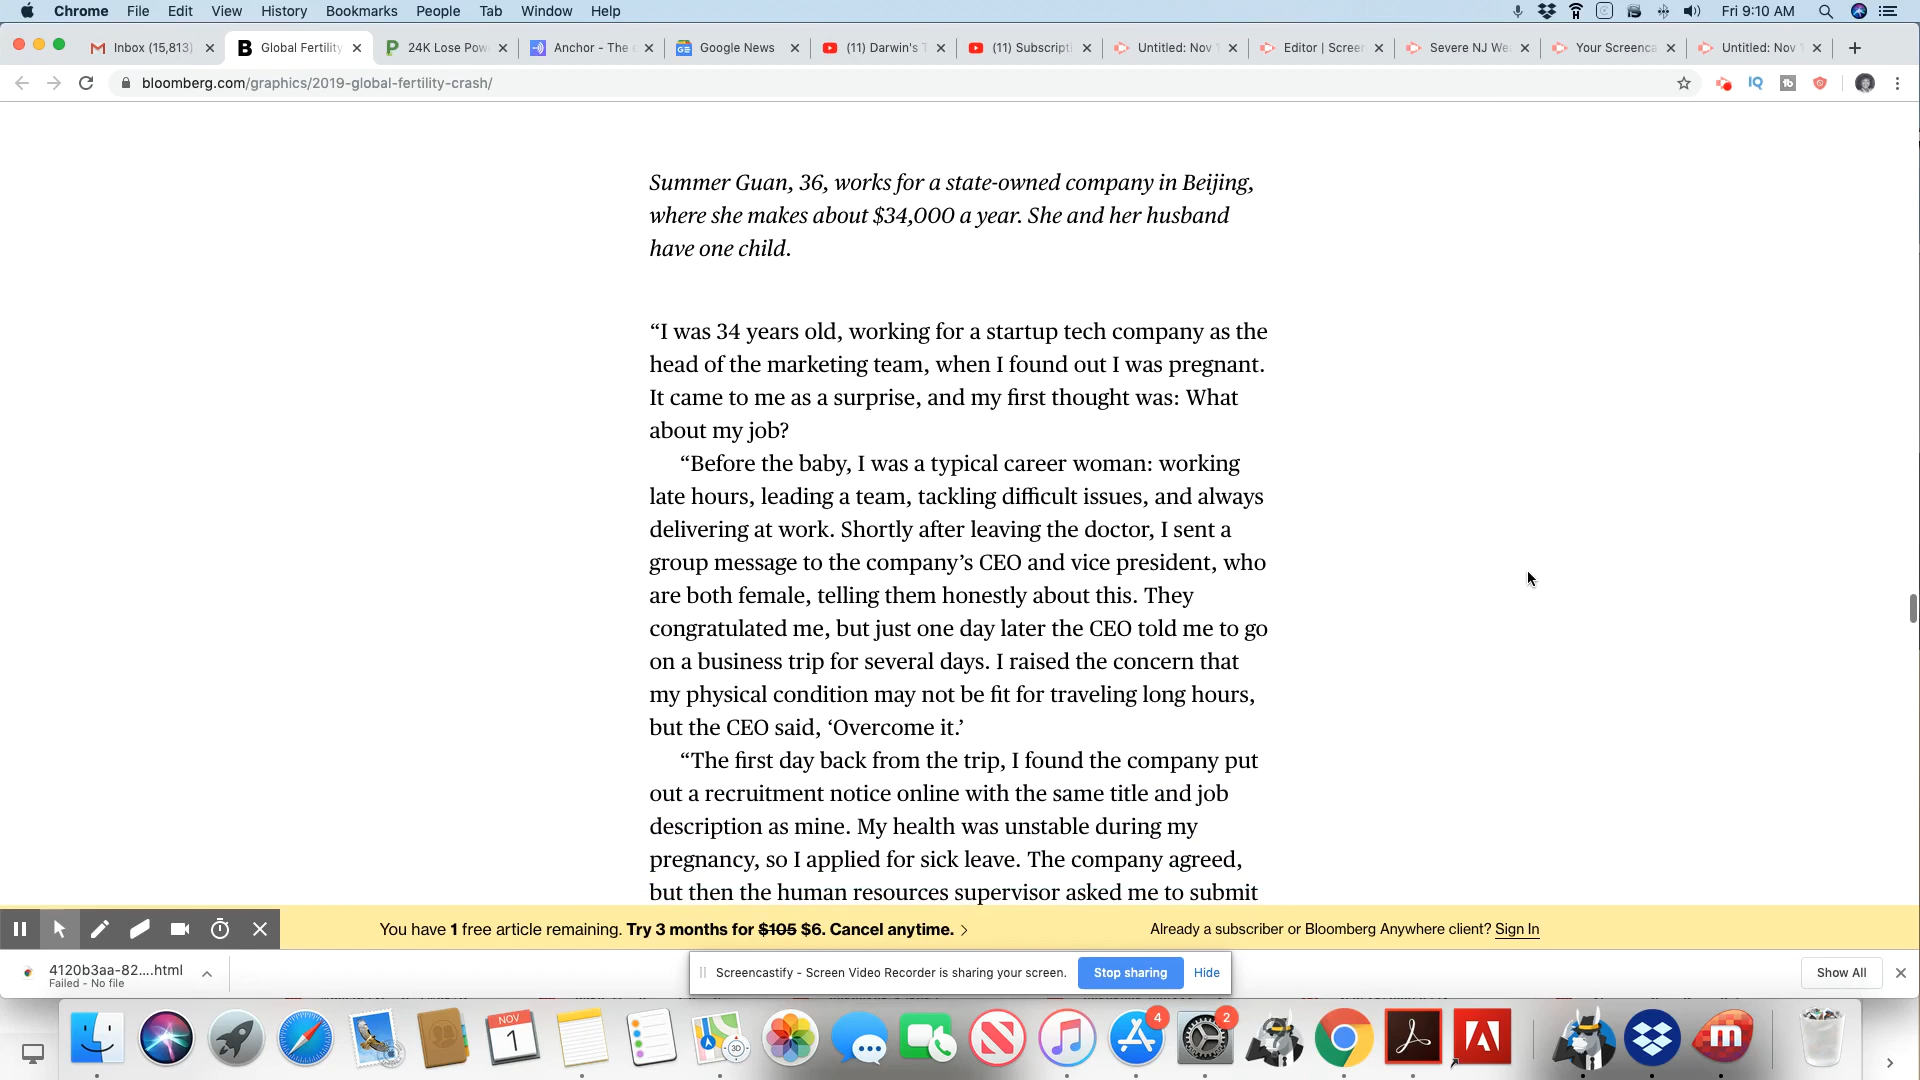 Chrome File Edit View History Bookmarks People Tab Window Help Fri 9:10 AM
Inbox (15,813) Global Fertility 24K Lose Pow Anchor - The Google News (11) Darwin's (11) Subscripti Untitled: Nov Editor | Screen Severe NJ We Your Screenca Untitled: Nov
bloomberg.com/graphics/2019-global-fertility-crash/ IQ tb
Summer Guan, 36, works for a state-owned company in Beijing,
where she makes about $34,000 a year. She and her husband
have one child.
“I was 34 years old, working for a startup tech company as the
head of the marketing team, when I found out I was pregnant.
It came to me as a surprise, and my first thought was: What
about my job?
“Before the baby, I was a typical career woman: working
late hours, leading a team, tackling difficult issues, and always
delivering at work. Shortly after leaving the doctor, I sent a
group message to the company’s CEO and vice president, who
are both female, telling them honestly about this. They
congratulated me, but just one day later the CEO told me to go
on a business trip for several days. I raised the concern that
my physical condition may not be fit for traveling long hours,
but the CEO said, ‘Overcome it.’
“The first day back from the trip, I found the company put
out a recruitment notice online with the same title and job
description as mine. My health was unstable during my
pregnancy, so I applied for sick leave. The company agreed,
but then the human resources supervisor asked me to submit
You have 1 free article remaining. Try 3 months for $105 $6. Cancel anytime. Already a subscriber or Bloomberg Anywhere client? Sign In
4120b3aa-82....html
Failed - No file
Screencastify - Screen Video Recorder is sharing your screen. Stop sharing Hide
Show All
NOV
1
3D
4
2